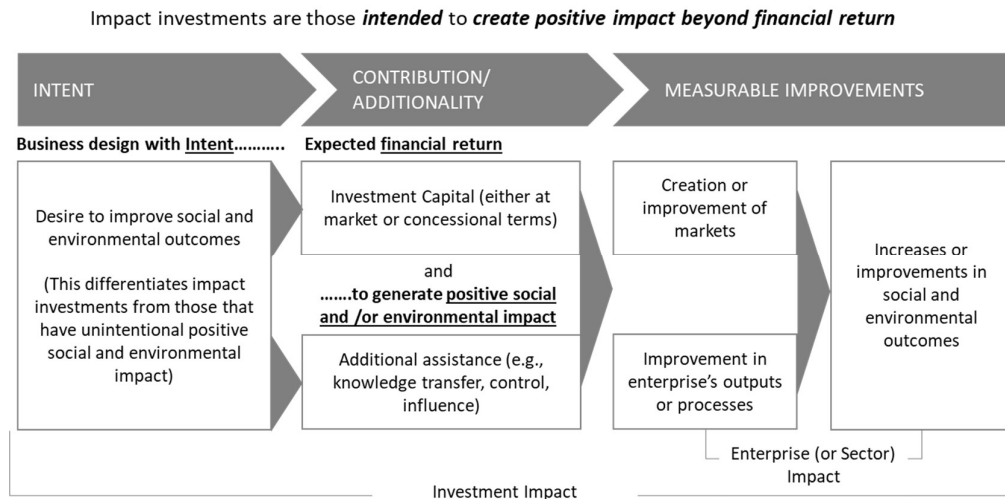 Impact investments are those intended to create positive impact beyond financial return
INTENT
CONTRIBUTION/
ADDITIONALITY
MEASURABLE IMPROVEMENTS
Business design with Intent………..
Expected financial return
Desire to improve social and
environmental outcomes
(This differentiates impact
investments from those that
have unintentional positive
social and environmental
impact)
Investment Capital (either at
market or concessional terms)
and
…….to generate positive social
and /or environmental impact
Additional assistance (e.g.,
knowledge transfer, control,
influence)
Creation or
improvement of
markets
Improvement in
enterprise’s outputs
or processes
Increases or
improvements in
social and
environmental
outcomes
Enterprise (or Sector)
Impact
Investment Impact